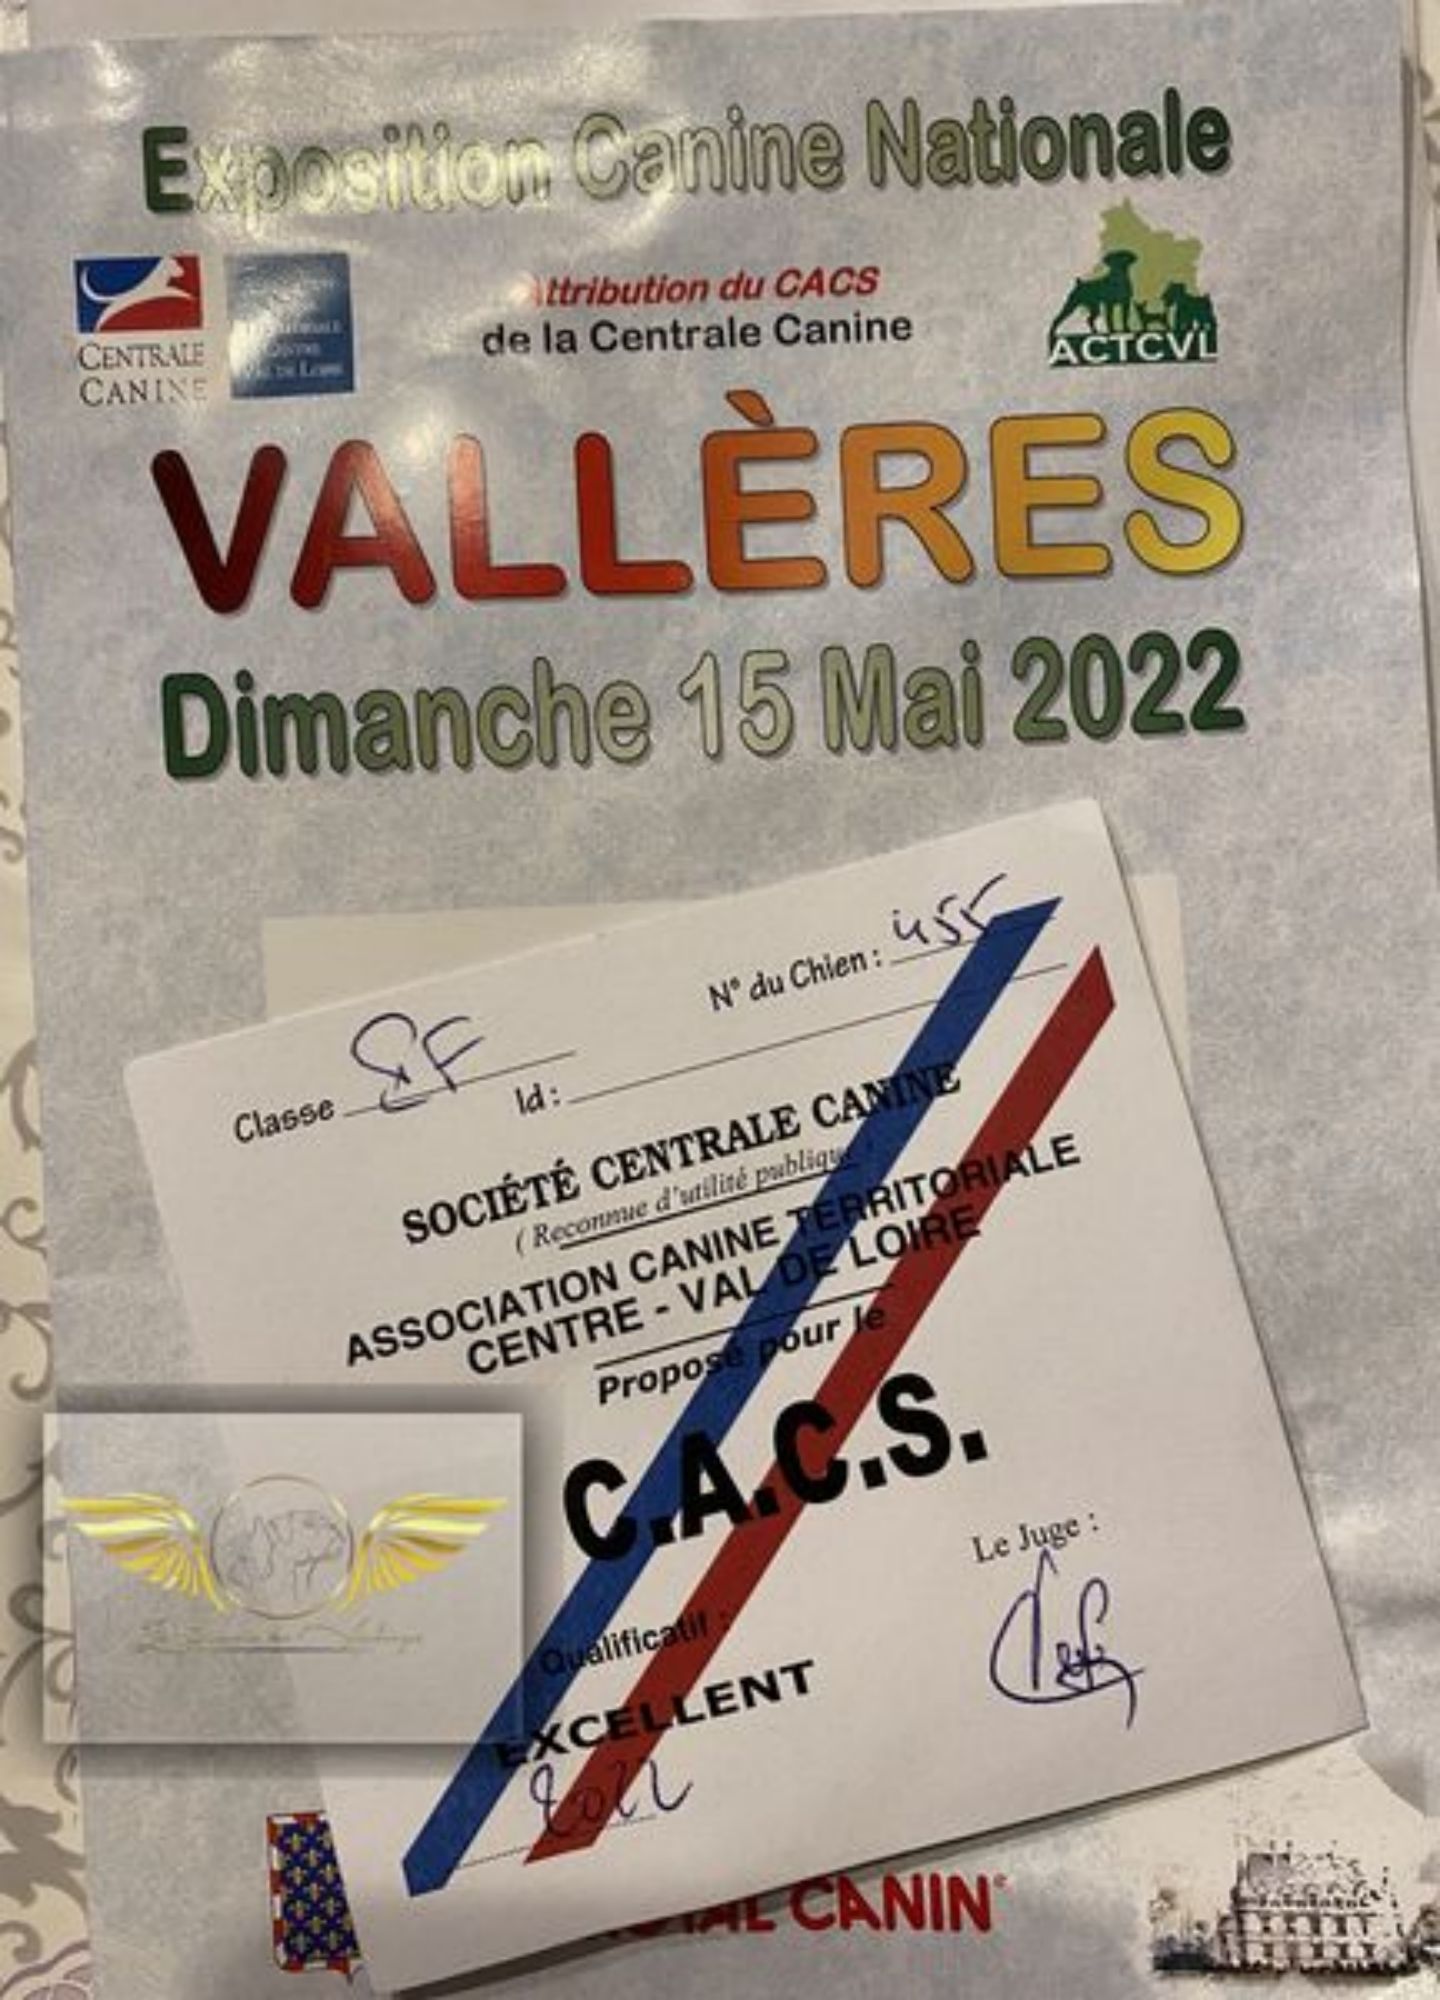 Exposition Canine Nationale
CENTRALE
CANINE
Attribution du CACS
de la Centrale Canine
ACTCVL
VALLÈRES
Dimanche 15 Mai 2022
N° du Chien : 455
Classe
Id :
SOCIÉTÉ CENTRALE CANINE
( Reconnue d'utilité publique
ASSOCIATION CANINE TERRITORIALE
CENTRE - VAL DE LOIRE
Proposé pour le
C.A.C.S.
Le Juge :
Qualificatif :
EXCELLENT
2022
CANIN